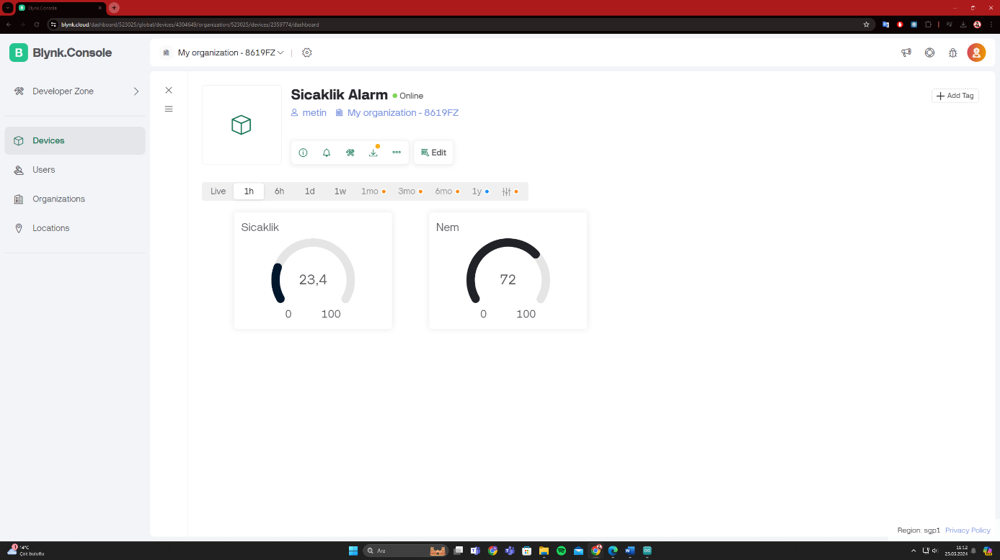 Blynk.Console
blynk.cloud/dashboard/523025/global/devices/4304649/organization/523025/devices/2359774/dashboard
B Blynk.Console
My organization - 8619FZ
Developer Zone
Devices
Users
Organizations
Locations
Sicaklik Alarm Online
metin My organization - 8619FZ
Add Tag
Edit
Live 1h 6h 1d 1w 1mo 3mo 6mo 1y
Sicaklik
23,4
0 100
Nem
72
0 100
Region: sgp1 Privacy Policy
14°C
Çok bulutlu
Ara
11:12
25.05.2024